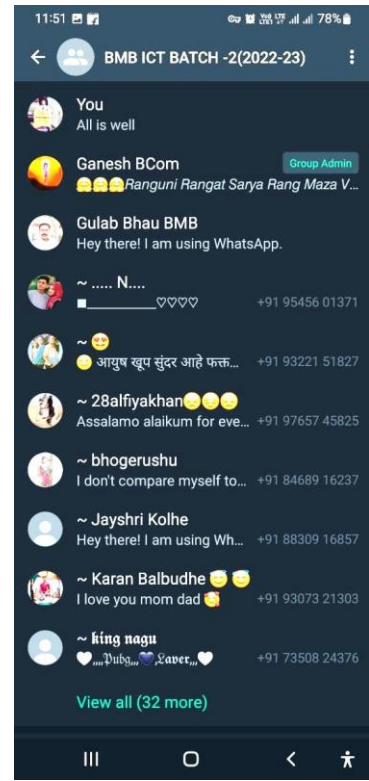 11:51 78%
BMB ICT BATCH -2(2022-23)
You
All is well
Ganesh BCom Group Admin
🤗🤗🤗Ranguni Rangat Sarya Rang Maza V...
Gulab Bhau BMB
Hey there! I am using WhatsApp.
~ ..... N....
■__________♡♡♡♡ +91 95456 01371
~ 😍
आयुष खूप सुंदर आहे फक्त... +91 93221 51827
~ 28alfiyakhan😞😞😞
Assalamo alaikum for eve... +91 97657 45825
~ bhogerushu
I don't compare myself to... +91 84689 16237
~ Jayshri Kolhe
Hey there! I am using Wh... +91 88309 16857
~ Karan Balbudhe 😇 😇
I love you mom dad 🥰 +91 93073 21303
~ 𝖐𝖎𝖓𝖌 𝖓𝖆𝖌𝖚
🤍,,,,𝔓𝔲𝔟𝔤,,,💙,𝔏𝔞𝔳𝔢𝔯,,,🤍 +91 73508 24376
View all (32 more)